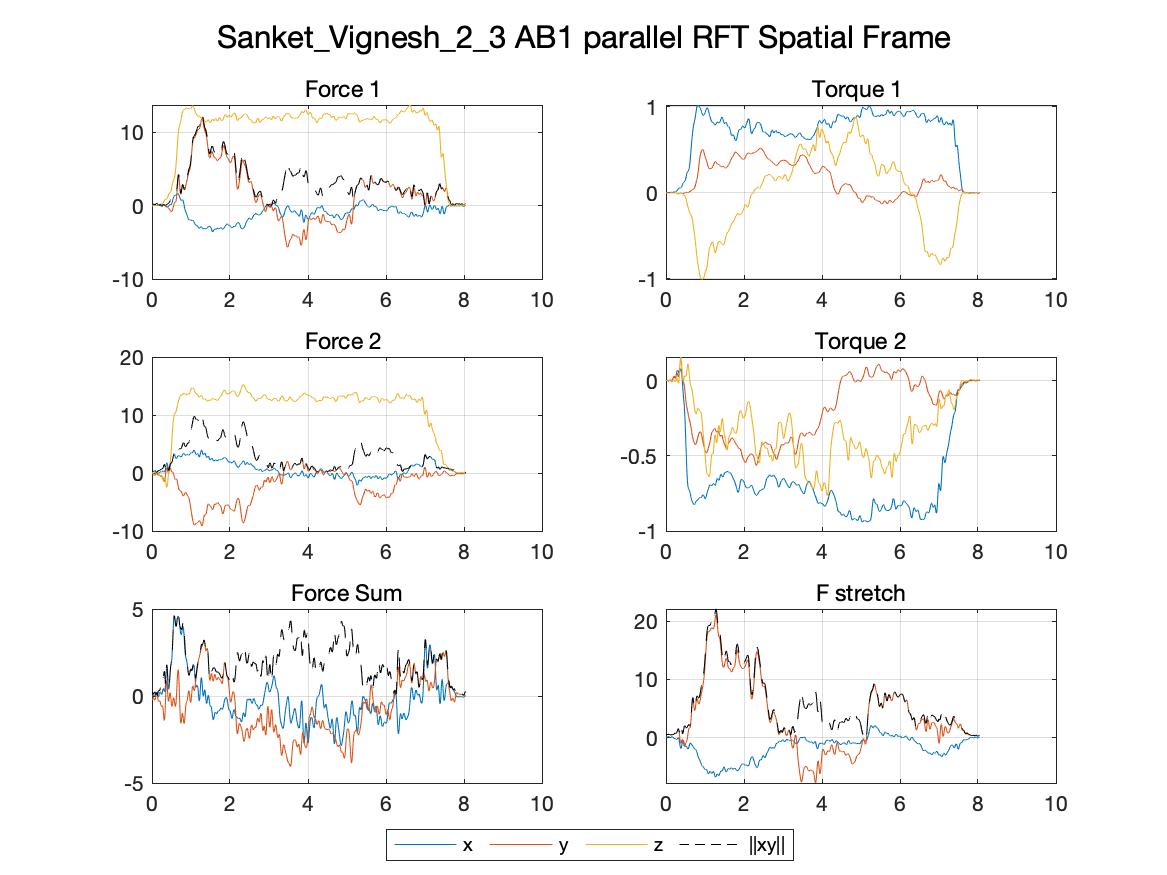 Sanket_Vignesh_2_3 AB1 parallel RFT Spatial Frame
Force 1
10
0
-10
0 2 4 6 8 10
Torque 1
1
0
-1
0 2 4 6 8 10
Force 2
20
10
0
-10
0 2 4 6 8 10
Torque 2
0
-0.5
-1
0 2 4 6 8 10
Force Sum
5
0
-5
0 2 4 6 8 10
F stretch
20
10
0
0 2 4 6 8 10
x y z ||xy||